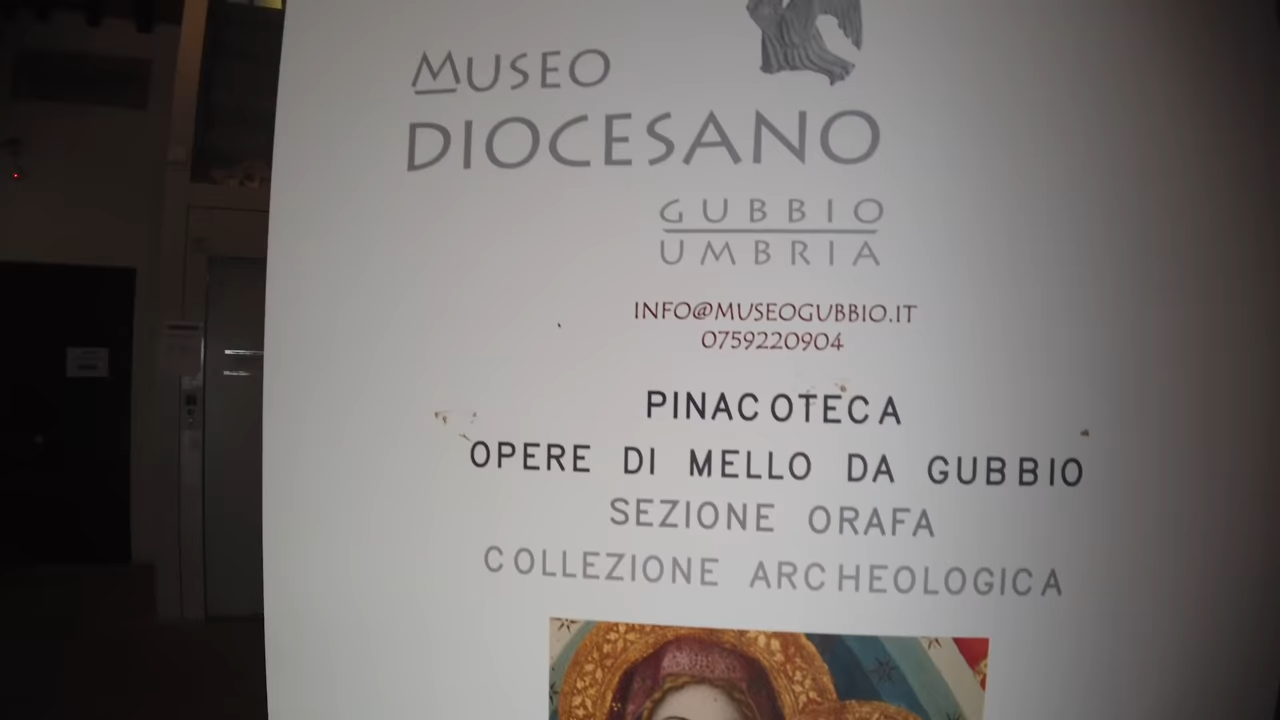 MUSEO
DIOCESANO
GUBBIO
UMBRIA
INFO@MUSEOGUBBIO.IT
0759220904
PINACOTECA
OPERE DI MELLO DA GUBBIO
SEZIONE ORAFA
COLLEZIONE ARCHEOLOGICA